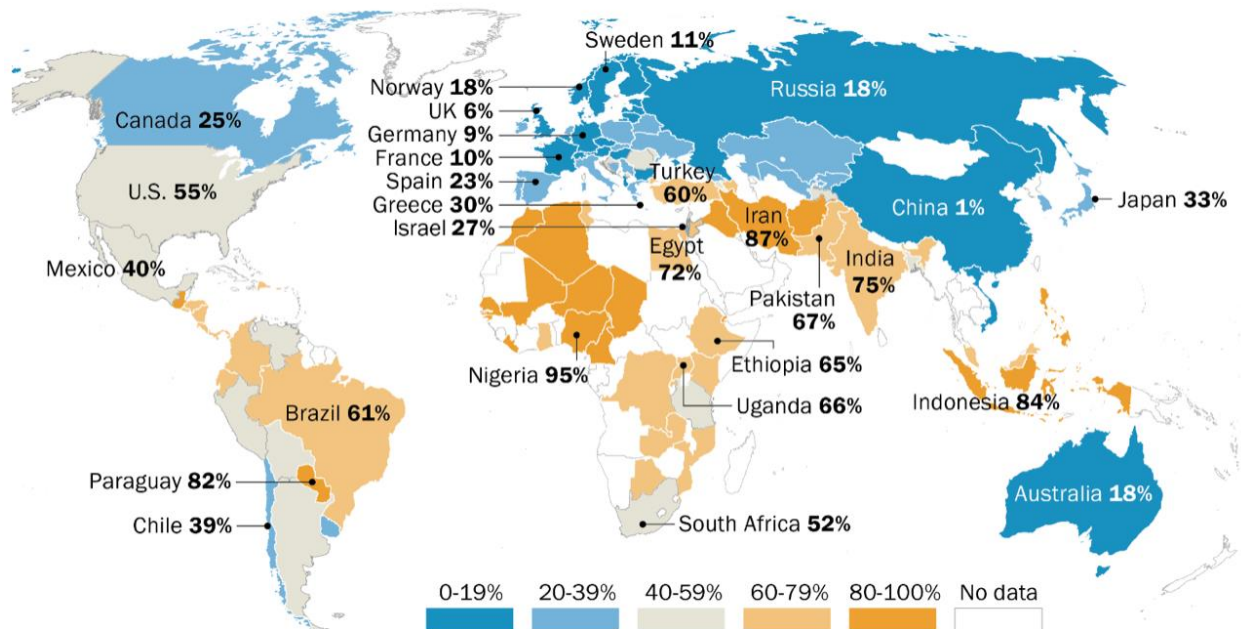 Sweden 11%
Norway 18%
Russia 18%
UK 6%
Canada 25%
Germany 9%
France 10%
Turkey
60%
Spain 23%
U.S. 55%
Greece 30%
Japan 33%
China 1%
Iran
87%
Israel 27%
Egypt
72%
India
75%
Mexico 40%
Pakistan
67%
Ethiopia 65%
Nigeria 95%
Uganda 66%
Indonesia 84%
Brazil 61%
Paraguay 82%
Australia 18%
Chile 39%
South Africa 52%
0-19% 20-39% 40-59% 60-79% 80-100% No data